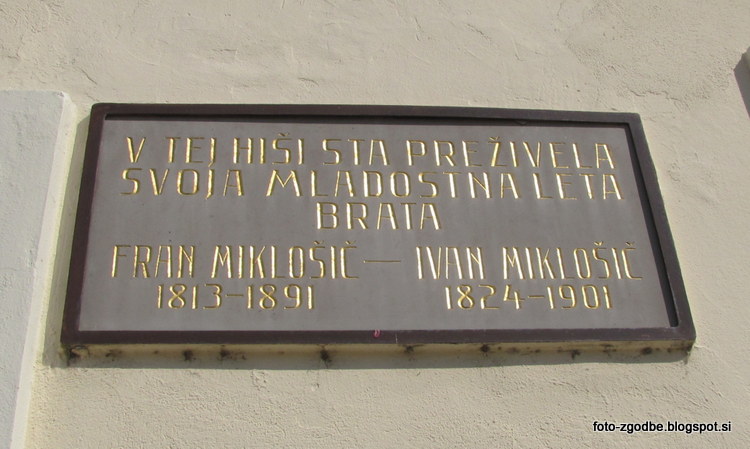 V TEJ HIŠI STA PREŽIVELA
SVOJA MLADOSTNA LETA
BRATA
FRAN MIKLOŠIČ — IVAN MIKLOŠIČ
1813-1891 1824-1901
foto-zgodbe.blogspot.si